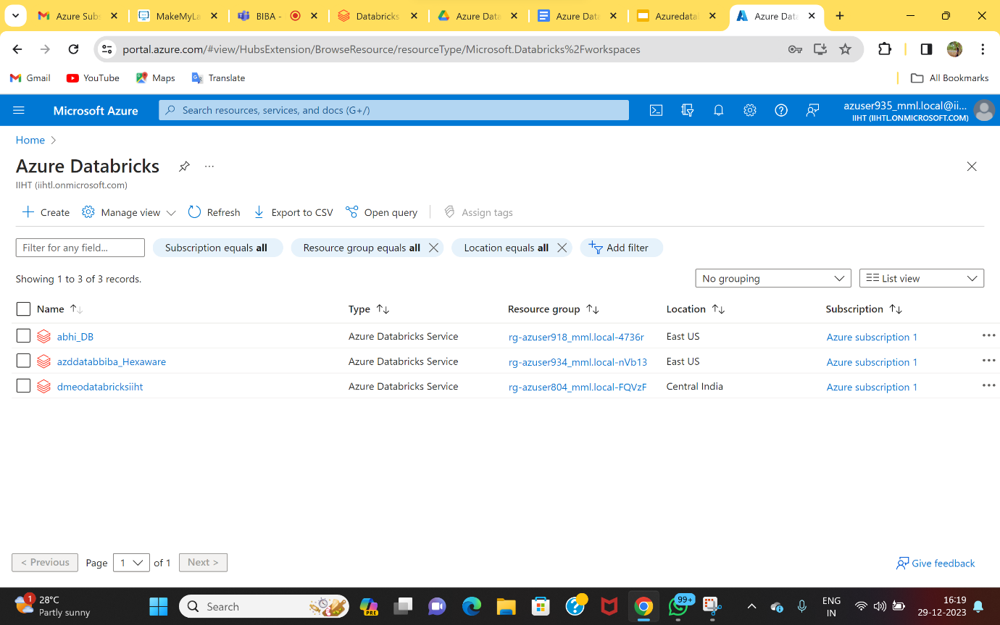 Azure Subs
MakeMyLa
BIBA -
Databricks
Azure Data
Azure Data
Azuredatal
Azure Data
portal.azure.com/#view/HubsExtension/BrowseResource/resourceType/Microsoft.Databricks%2Fworkspaces
Gmail YouTube Maps Translate All Bookmarks
Microsoft Azure
Search resources, services, and docs (G+/)
azuser935_mml.local@ii...
IIHT (IIHTL.ONMICROSOFT.COM)
Home >
Azure Databricks ...
IIHT (iihtl.onmicrosoft.com)
+ Create Manage view Refresh Export to CSV Open query Assign tags
Filter for any field... Subscription equals all Resource group equals all Location equals all Add filter
Showing 1 to 3 of 3 records. No grouping List view
Name Type Resource group Location Subscription
abhi_DB Azure Databricks Service rg-azuser918_mml.local-4736r East US Azure subscription 1
azddatabbiba_Hexaware Azure Databricks Service rg-azuser934_mml.local-nVb13 East US Azure subscription 1
dmeodatabricksiiht Azure Databricks Service rg-azuser804_mml.local-FQVzF Central India Azure subscription 1
< Previous Page 1 of 1 Next > Give feedback
1
28°C
Partly sunny
Search
PRE
99+
ENG
IN
16:19
29-12-2023